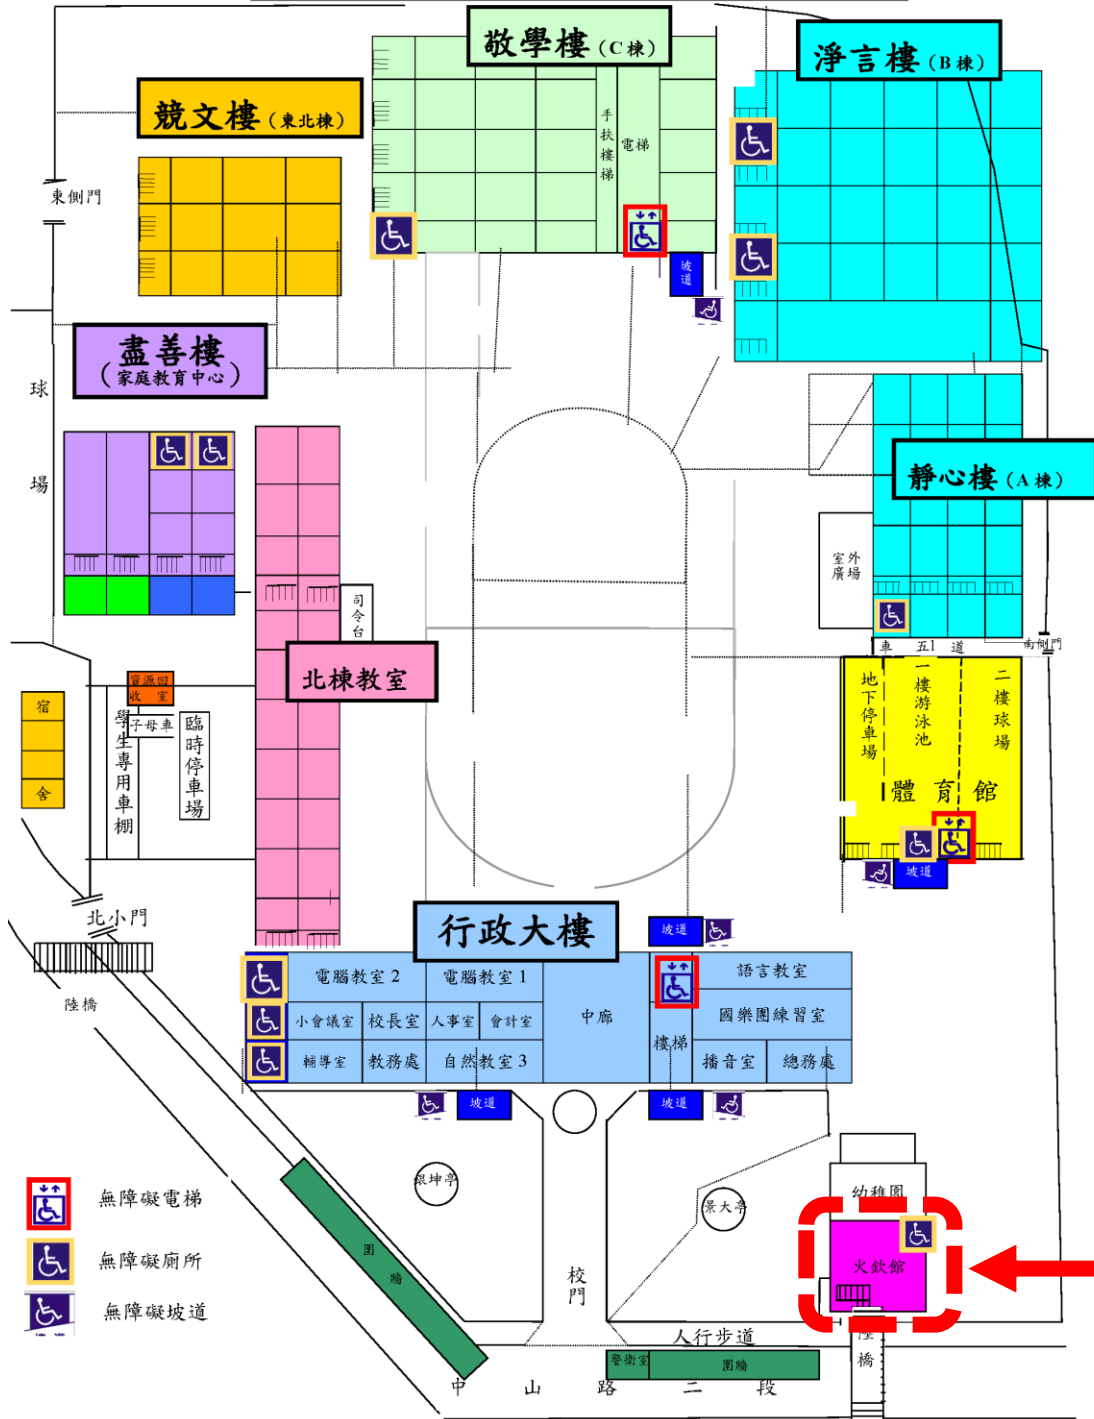 敬學樓（C 棟）
淨言樓（B 棟）
競文樓（東北棟）
手扶樓梯
電梯
東側門
坡道
盡善樓
（家庭教育中心）
球場
靜心樓（A 棟）
室外
廣場
司令台
北棟教室
車 五1 道
南側門
地下停車場
一樓游泳池
二樓球場
體育館
坡道
資源回
收 室
子母車
宿舍
學生專用車棚
臨時停車場
北小門
陸橋
行政大樓
坡道
電腦教室 2
電腦教室 1
中廊
語言教室
小會議室
校長室
人事室
會計室
國樂團練習室
樓梯
輔導室
教務處
自然教室 3
播音室
總務處
坡道
坡道
銀坤亭
景大亭
幼稚園
火欽館
無障礙電梯
無障礙廁所
無障礙坡道
圍牆
校門
人行步道
陸橋
警衛室
圍牆
中山路二段